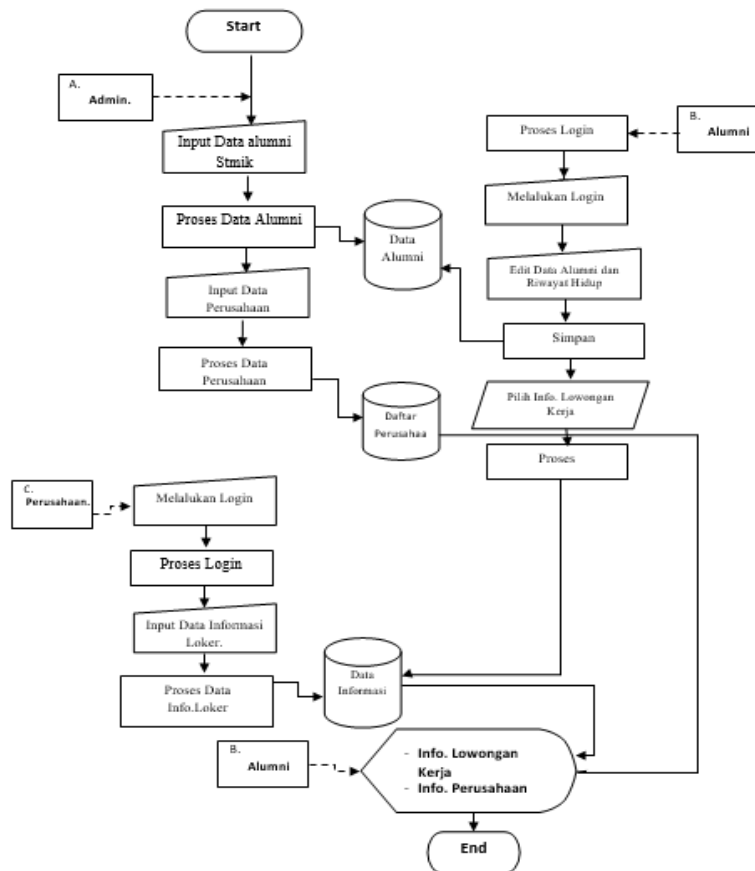 Start
A.
Admin.
Input Data alumni
Stmik
Proses Data Alumni
Data
Alumni
Input Data
Perusahaan
Proses Data
Perusahaan
Daftar
Perusahaa
B.
Alumni
Proses Login
Melalukan Login
Edit Data Alumni dan
Riwayat Hidup
Simpan
Pilih Info. Lowongan
Kerja
Proses
C.
Perusahaan.
Melalukan Login
Proses Login
Input Data Informasi
Loker.
Proses Data
Info.Loker
Data
Informasi
B.
Alumni
- Info. Lowongan
Kerja
- Info. Perusahaan
End